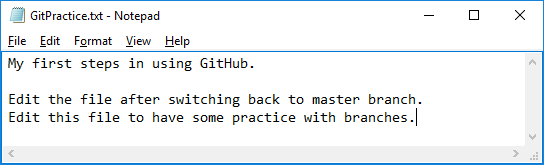 GitPractice.txt - Notepad
File Edit Format View Help
My first steps in using GitHub.
Edit the file after switching back to master branch.
Edit this file to have some practice with branches.